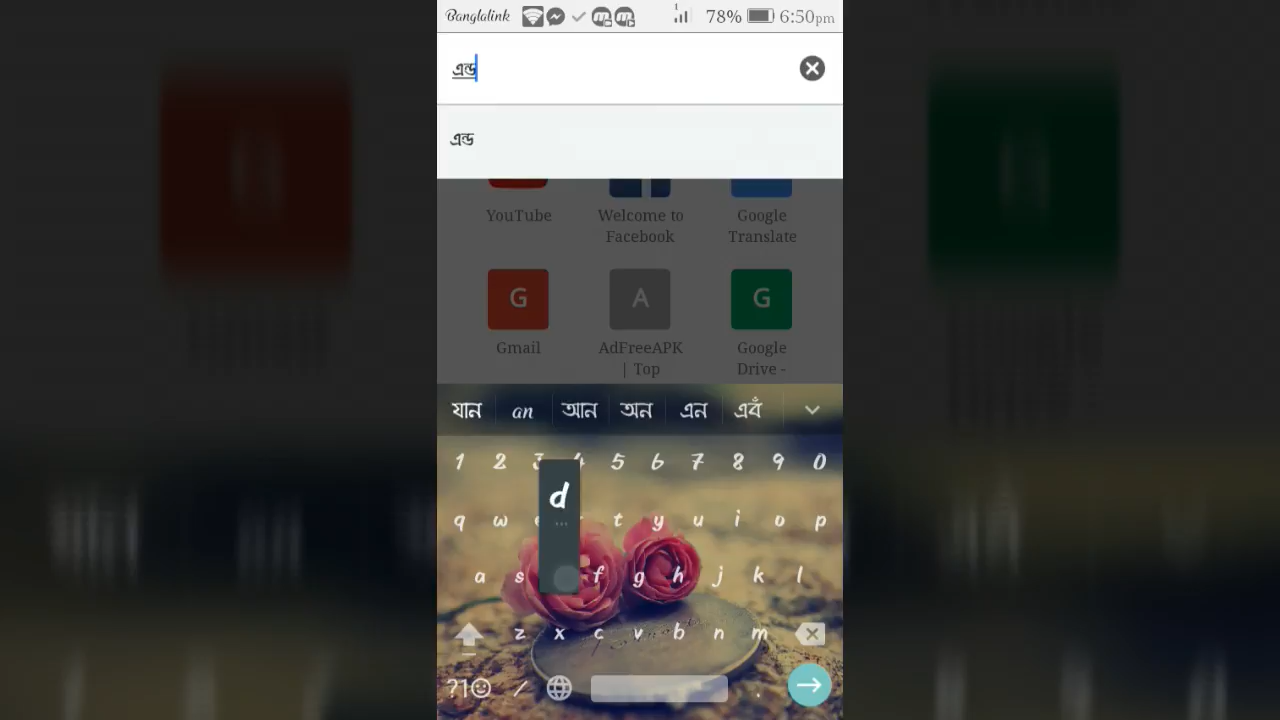 Banglalink 78% 6:50pm
এন্ড
এন্ড
YouTube Welcome to Facebook Google Translate
G A G
Gmail AdFreeAPK | Top Google Drive -
যান an আন অন এন এবঁ
1 2 3 4 5 6 7 8 9 0
d
q w e t y u i o p
a s f g h j k l
z x c v b n m
?1 / .